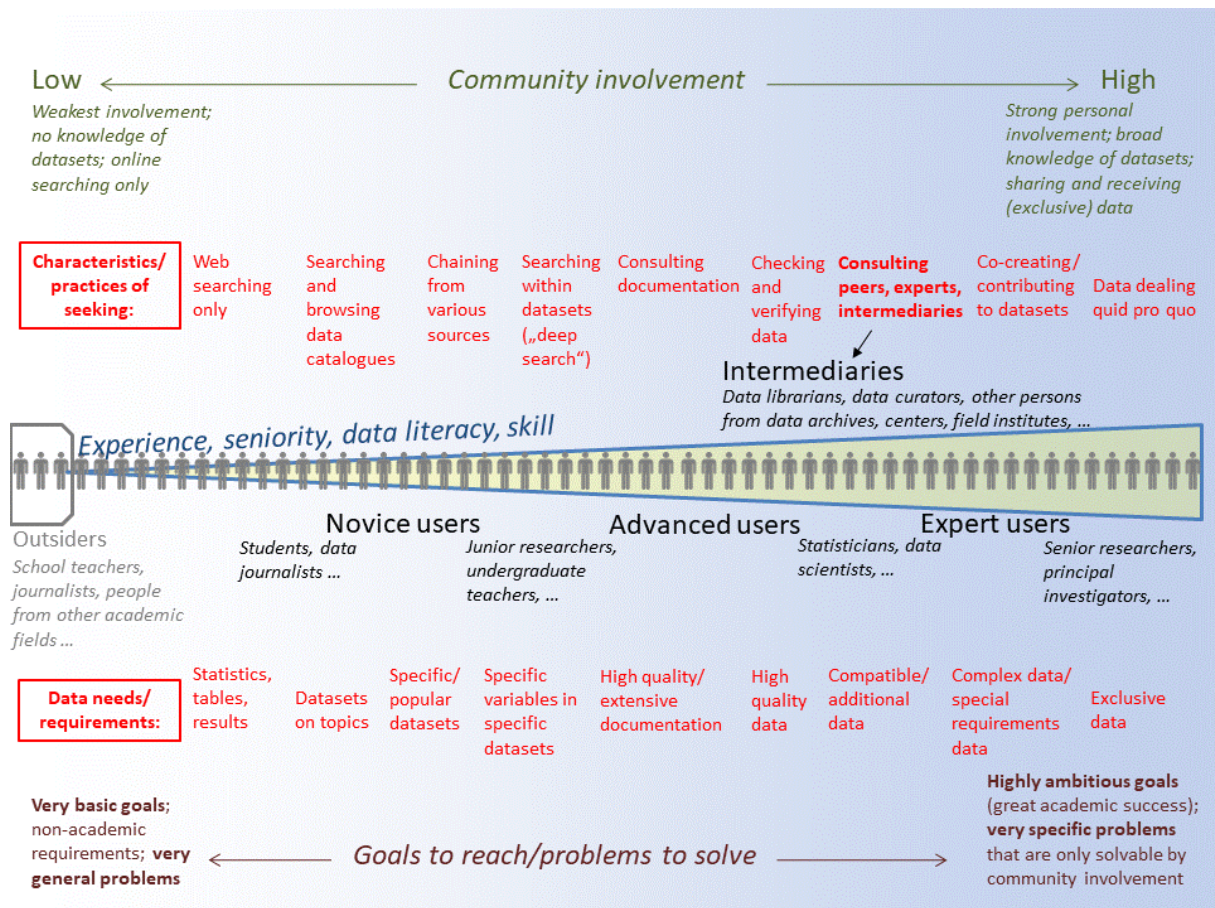 Low
Community involvement
High
Weakest involvement;
no knowledge of
datasets; online
searching only
Strong personal
involvement; broad
knowledge of datasets;
sharing and receiving
(exclusive) data
Characteristics/
practices of
seeking:
Web
searching
only
Searching
and
browsing
data
catalogues
Chaining
from
various
sources
Searching
within
datasets
(„deep
search“)
Consulting
documentation
Checking
and
verifying
data
Consulting
peers, experts,
intermediaries
Co-creating/
contributing
to datasets
Data dealing
quid pro quo
Intermediaries
Data librarians, data curators, other persons
from data archives, centers, field institutes, …
Experience, seniority, data literacy, skill
Outsiders
School teachers,
journalists, people
from other academic
fields …
Novice users
Students, data
journalists …
Junior researchers,
undergraduate
teachers, …
Advanced users
Statisticians, data
scientists, …
Expert users
Senior researchers,
principal
investigators, …
Data needs/
requirements:
Statistics,
tables,
results
Datasets
on topics
Specific/
popular
datasets
Specific
variables in
specific
datasets
High quality/
extensive
documentation
High
quality
data
Compatible/
additional
data
Complex data/
special
requirements
data
Exclusive
data
Very basic goals;
non-academic
requirements; very
general problems
Goals to reach/problems to solve
Highly ambitious goals
(great academic success);
very specific problems
that are only solvable by
community involvement